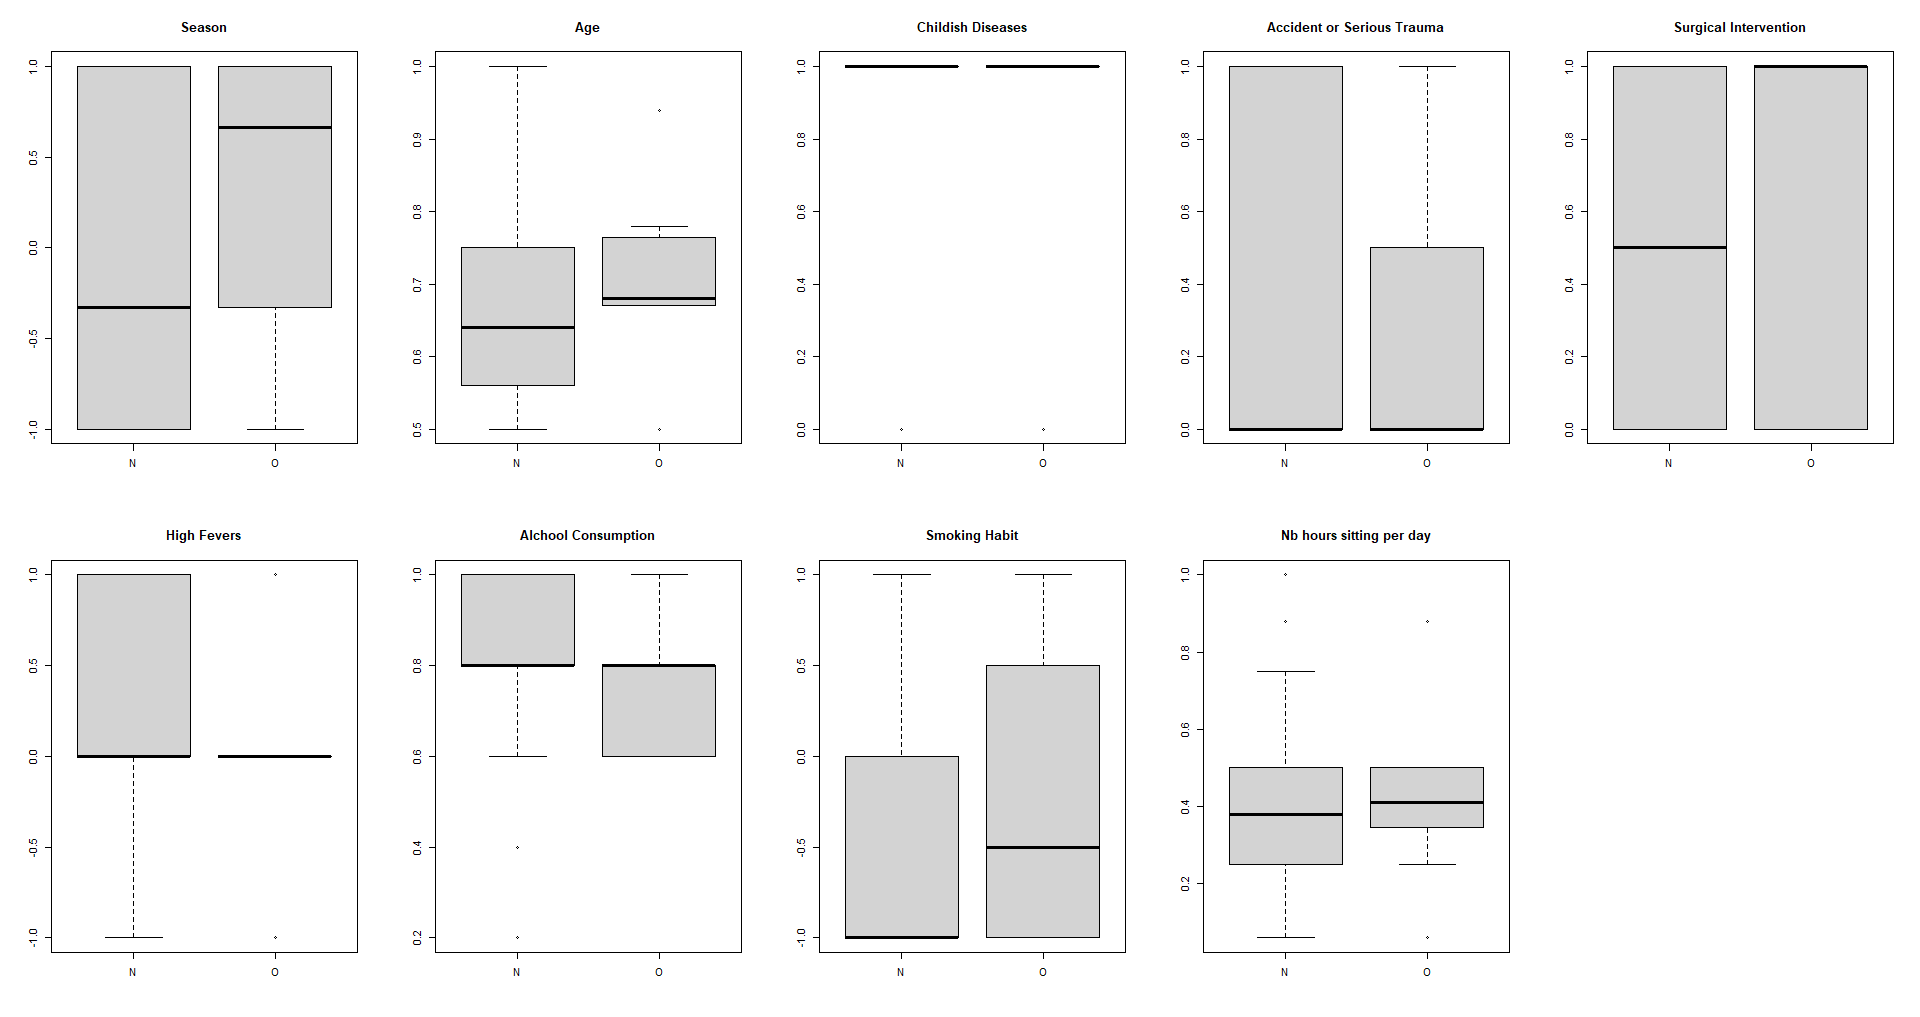 Season
1.0
0.5
0.0
-0.5
-1.0
N O
Age
1.0
0.9
0.8
0.7
0.6
0.5
N O
Childish Diseases
1.0
0.8
0.6
0.4
0.2
0.0
N O
Accident or Serious Trauma
1.0
0.8
0.6
0.4
0.2
0.0
N O
Surgical Intervention
1.0
0.8
0.6
0.4
0.2
0.0
N O
High Fevers
1.0
0.5
0.0
-0.5
-1.0
N O
Alchool Consumption
1.0
0.8
0.6
0.4
0.2
N O
Smoking Habit
1.0
0.5
0.0
-0.5
-1.0
N O
Nb hours sitting per day
1.0
0.8
0.6
0.4
0.2
N O